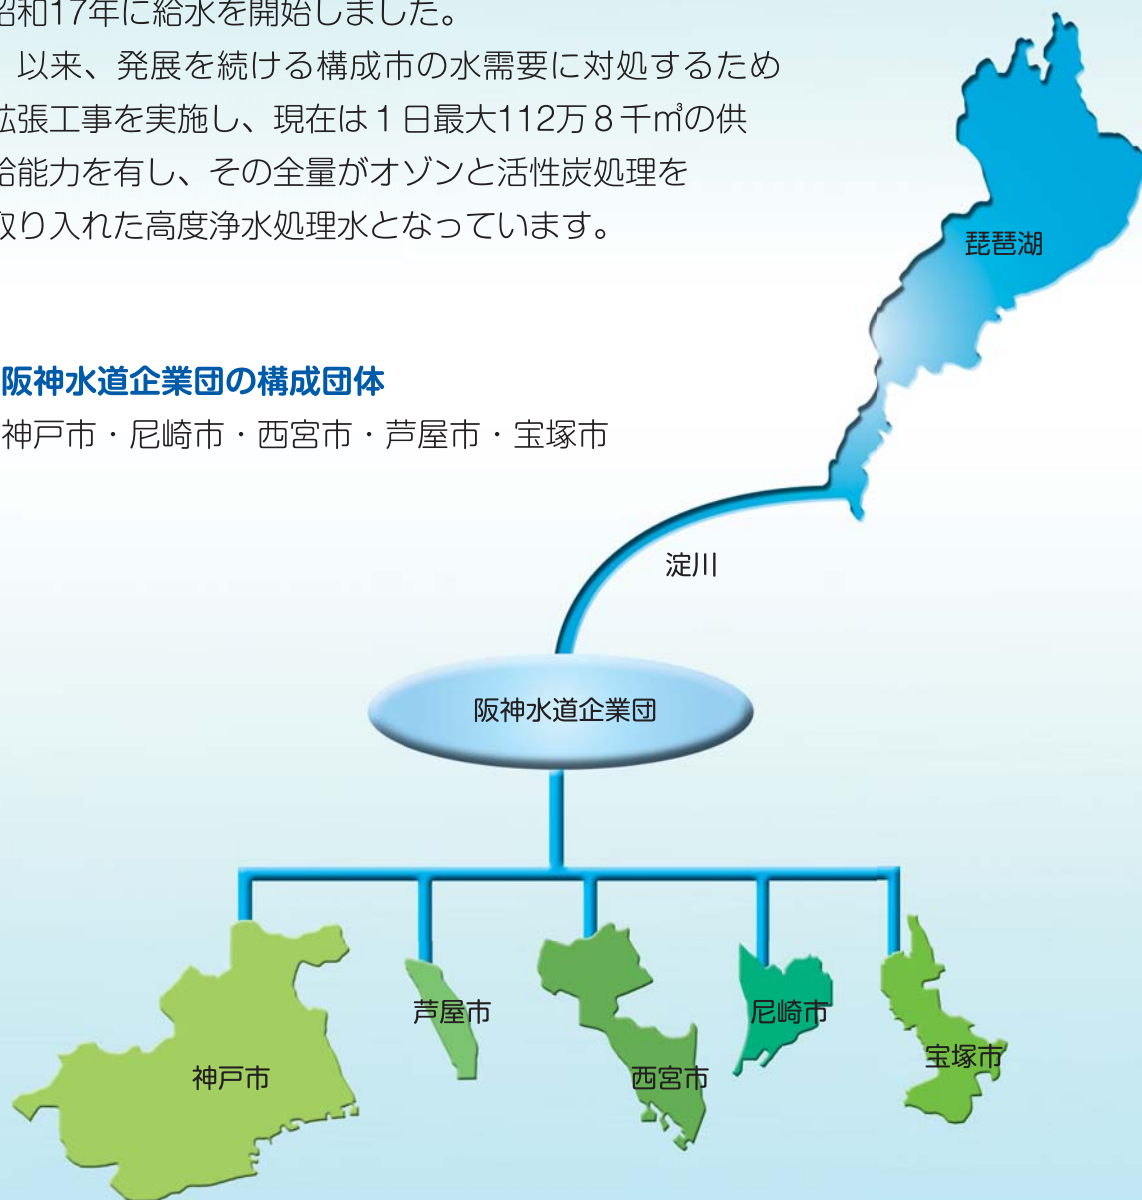 昭和17年に給水を開始しました。
以来、発展を続ける構成市の水需要に対処するため
拡張工事を実施し、現在は１日最大112万８千㎥の供
給能力を有し、その全量がオゾンと活性炭処理を
取り入れた高度浄水処理水となっています。
琵琶湖
阪神水道企業団の構成団体
神戸市・尼崎市・西宮市・芦屋市・宝塚市
淀川
阪神水道企業団
芦屋市
尼崎市
宝塚市
神戸市
西宮市